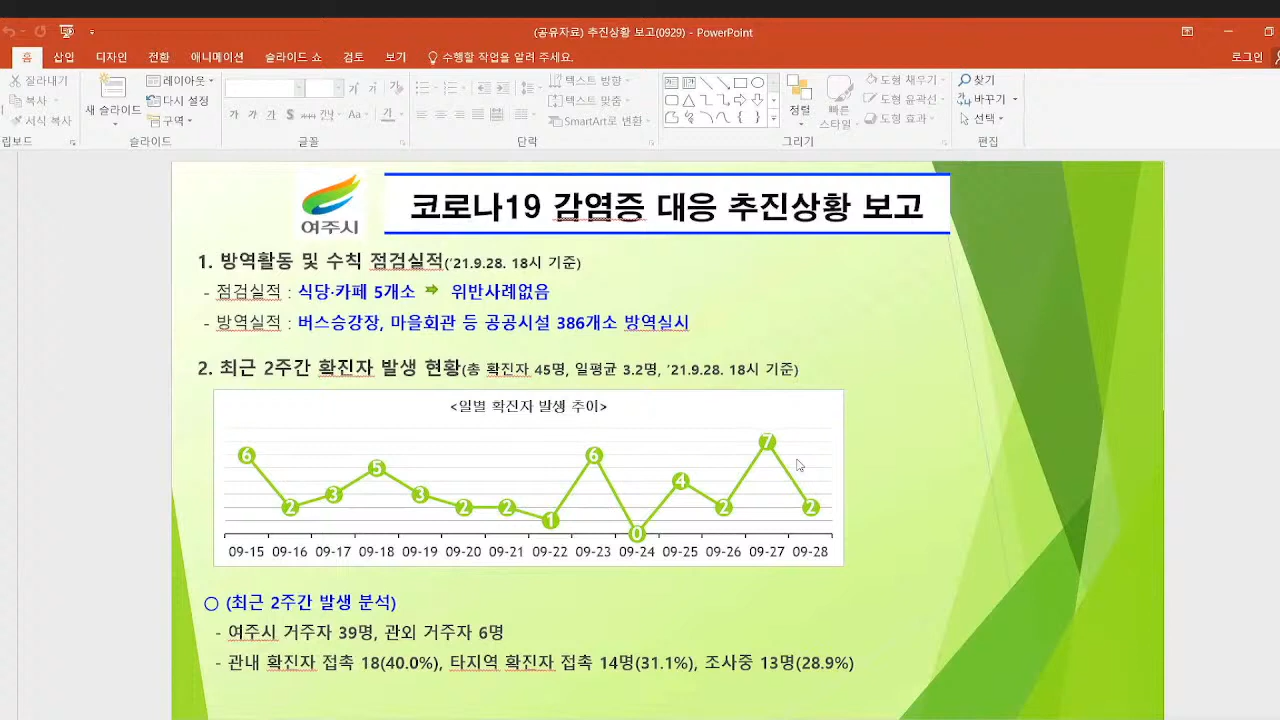 (공유자료) 추진상황 보고(0929) - PowerPoint
홈 삽입 디자인 전환 애니메이션 슬라이드 쇼 검토 보기 수행할 작업을 알려 주세요. 로그인
잘라내기
복사
서식 복사
립보드
새 슬라이드
레이아웃
다시 설정
구역
슬라이드
가 가 가 S 간 Aa 가
글꼴
텍스트 방향
텍스트 맞춤
SmartArt로 변환
단락
정렬
빠른 스타일
도형 채우기
도형 윤곽선
도형 효과
그리기
찾기
바꾸기
선택
편집
여주시
코로나19 감염증 대응 추진상황 보고
1. 방역활동 및 수칙 점검실적('21.9.28. 18시 기준)
- 점검실적 : 식당·카페 5개소 ➡ 위반사례없음
- 방역실적 : 버스승강장, 마을회관 등 공공시설 386개소 방역실시
2. 최근 2주간 확진자 발생 현황(총 확진자 45명, 일평균 3.2명, '21.9.28. 18시 기준)
<일별 확진자 발생 추이>
6 2 3 5 3 2 2 1 6 0 4 2 7 2
09-15 09-16 09-17 09-18 09-19 09-20 09-21 09-22 09-23 09-24 09-25 09-26 09-27 09-28
○ (최근 2주간 발생 분석)
- 여주시 거주자 39명, 관외 거주자 6명
- 관내 확진자 접촉 18(40.0%), 타지역 확진자 접촉 14명(31.1%), 조사중 13명(28.9%)